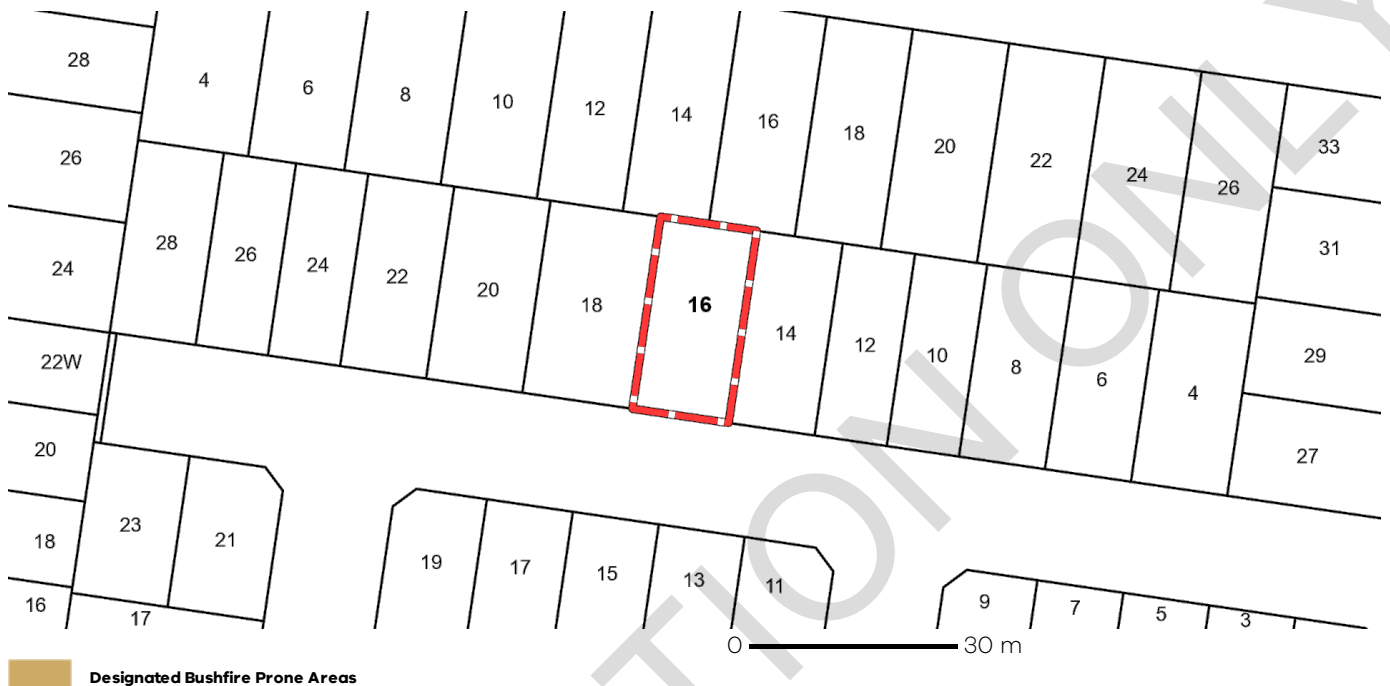 28 4 6 8 10 12 14 16 18 20 22 24 26 33
26 31
24 28 26 24 22 20 18 16 14 12 10 8 6 4 29
22W 27
20 23 21 19 17 15 13 11 9 7 5 3
18
16 17
0 30 m
Designated Bushfire Prone Areas
TION ONLY